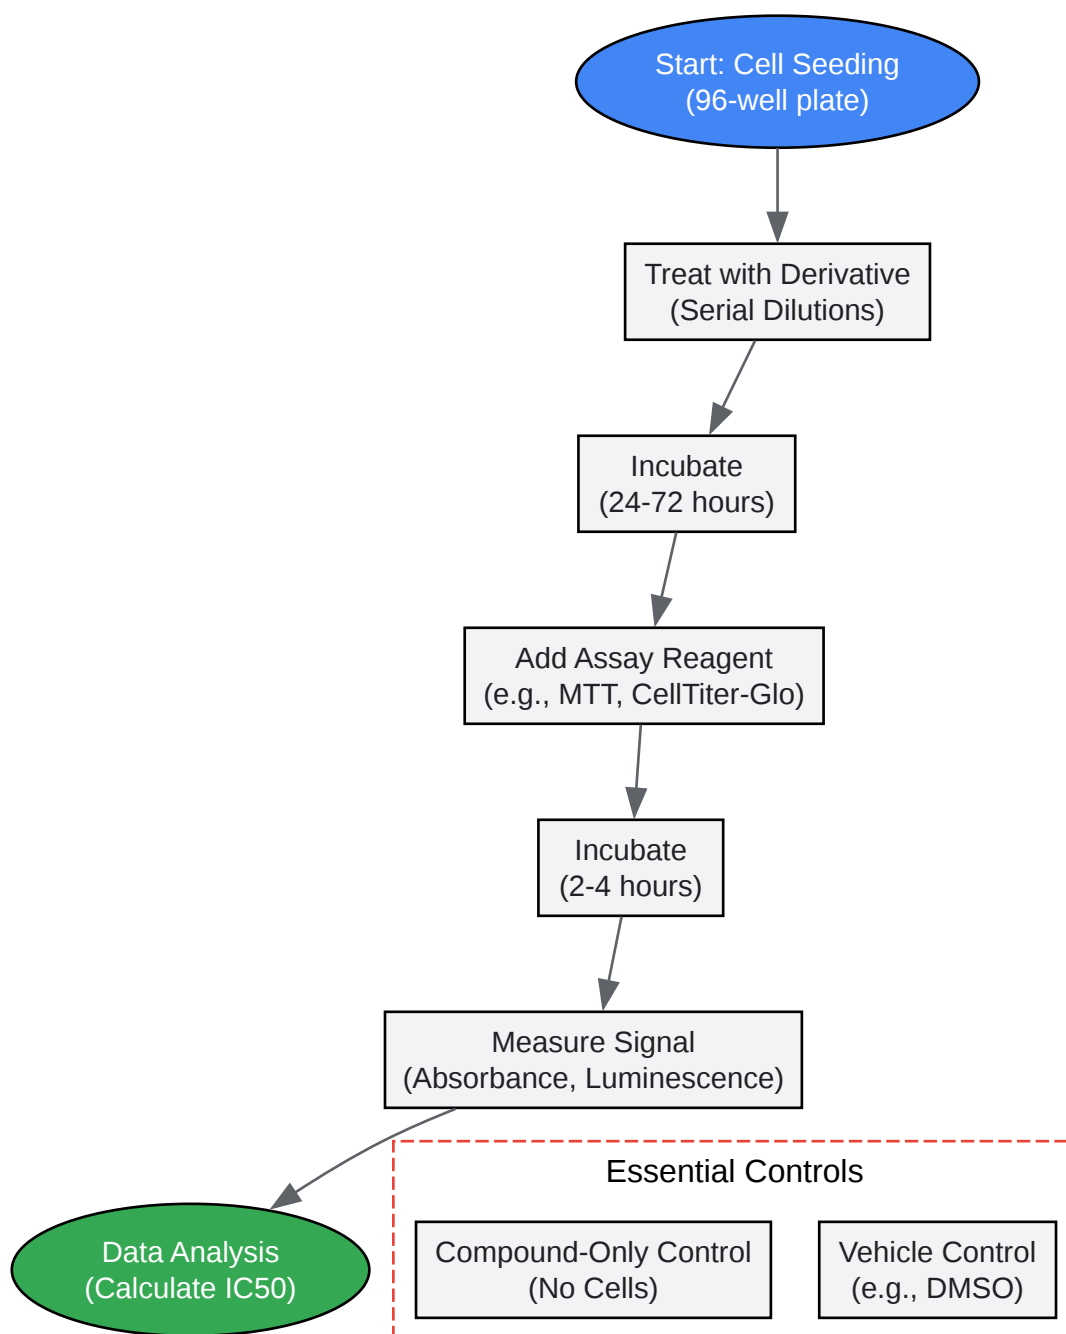 Start: Cell Seeding
(96-well plate)
Treat with Derivative
(Serial Dilutions)
Incubate
(24-72 hours)
Add Assay Reagent
(e.g., MTT, CellTiter-Glo)
Incubate
(2-4 hours)
Measure Signal
(Absorbance, Luminescence)
Data Analysis
(Calculate IC50)
Essential Controls
Compound-Only Control
(No Cells)
Vehicle Control
(e.g., DMSO)